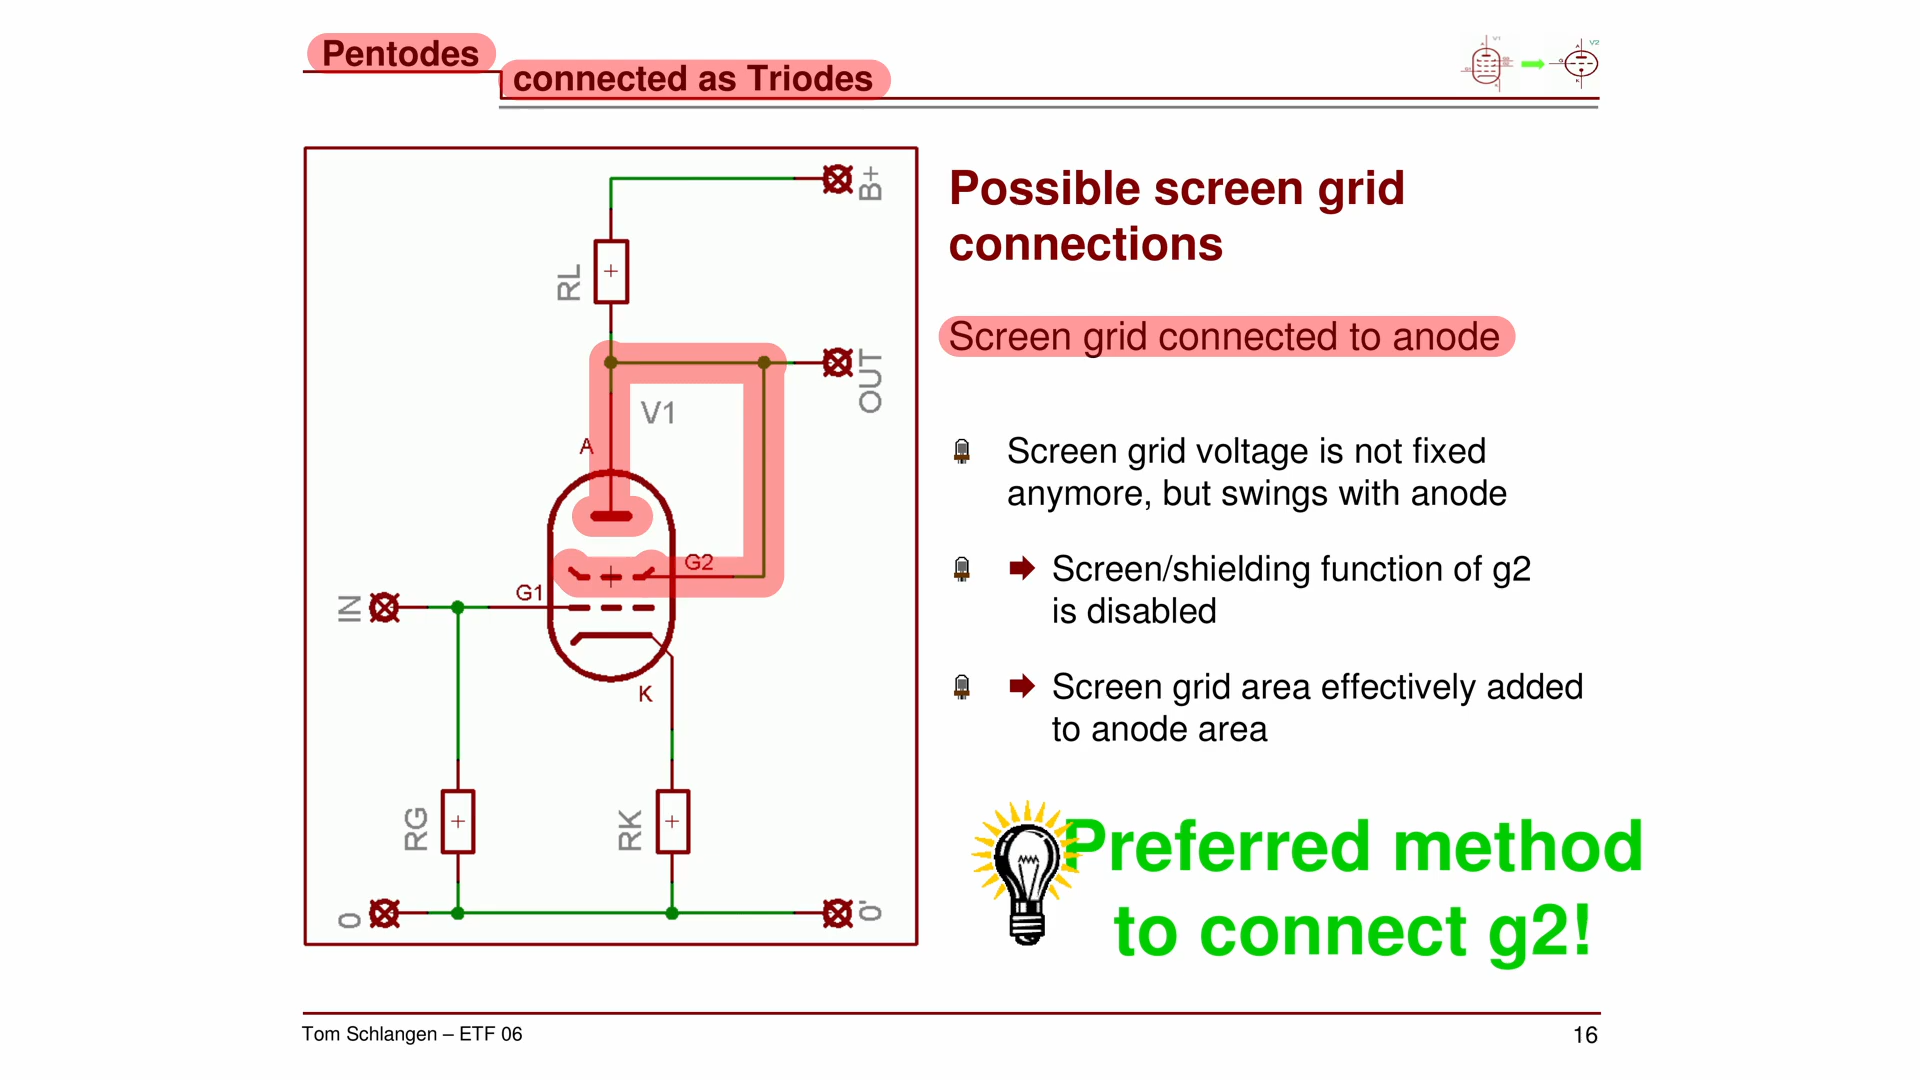 Pentodes
connected as Triodes
V1
V2
Possible screen grid
connections
Screen grid connected to anode
Screen grid voltage is not fixed
anymore, but swings with anode
Screen/shielding function of g2
is disabled
Screen grid area effectively added
to anode area
Preferred method
to connect g2!
B+
RL
OUT
V1
A
G2
G1
IN
K
RG
RK
0
0'
Tom Schlangen – ETF 06
16